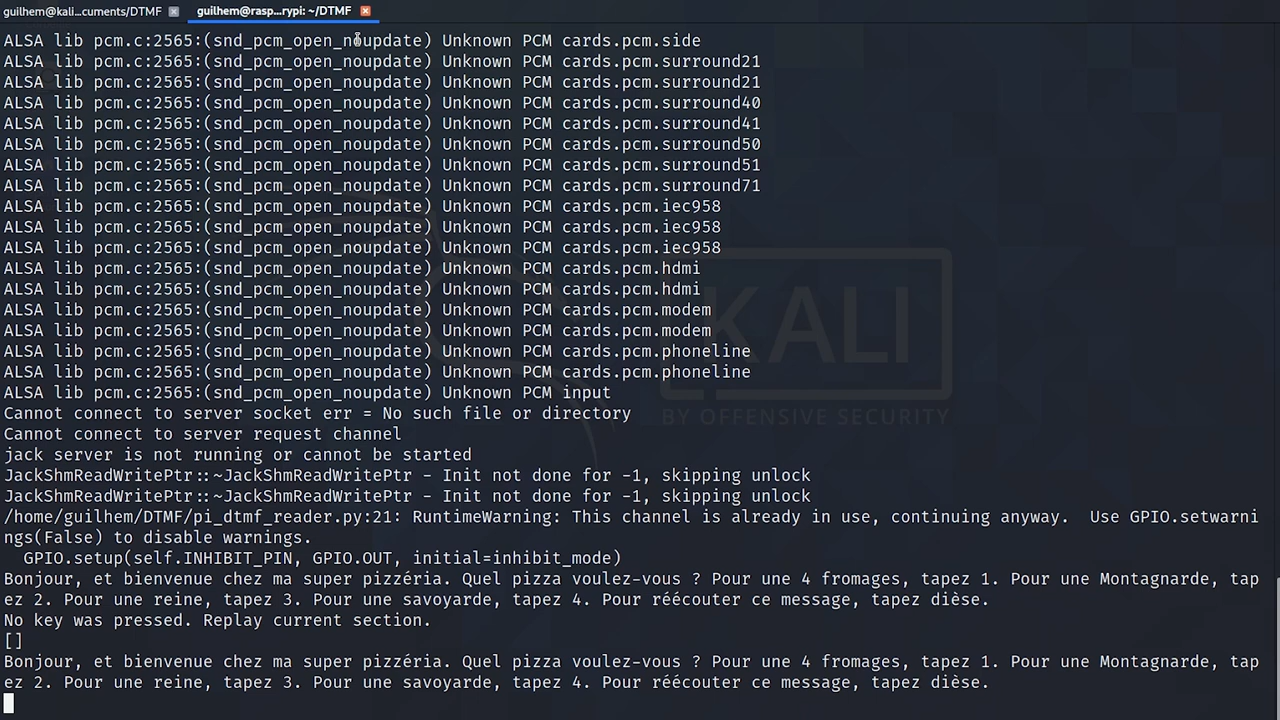 guilhem@kali...cuments/DTMF
guilhem@rasp...rypi: ~/DTMF
ALSA lib pcm.c:2565:(snd_pcm_open_noupdate) Unknown PCM cards.pcm.side
ALSA lib pcm.c:2565:(snd_pcm_open_noupdate) Unknown PCM cards.pcm.surround21
ALSA lib pcm.c:2565:(snd_pcm_open_noupdate) Unknown PCM cards.pcm.surround21
ALSA lib pcm.c:2565:(snd_pcm_open_noupdate) Unknown PCM cards.pcm.surround40
ALSA lib pcm.c:2565:(snd_pcm_open_noupdate) Unknown PCM cards.pcm.surround41
ALSA lib pcm.c:2565:(snd_pcm_open_noupdate) Unknown PCM cards.pcm.surround50
ALSA lib pcm.c:2565:(snd_pcm_open_noupdate) Unknown PCM cards.pcm.surround51
ALSA lib pcm.c:2565:(snd_pcm_open_noupdate) Unknown PCM cards.pcm.surround71
ALSA lib pcm.c:2565:(snd_pcm_open_noupdate) Unknown PCM cards.pcm.iec958
ALSA lib pcm.c:2565:(snd_pcm_open_noupdate) Unknown PCM cards.pcm.iec958
ALSA lib pcm.c:2565:(snd_pcm_open_noupdate) Unknown PCM cards.pcm.iec958
ALSA lib pcm.c:2565:(snd_pcm_open_noupdate) Unknown PCM cards.pcm.hdmi
ALSA lib pcm.c:2565:(snd_pcm_open_noupdate) Unknown PCM cards.pcm.hdmi
ALSA lib pcm.c:2565:(snd_pcm_open_noupdate) Unknown PCM cards.pcm.modem
ALSA lib pcm.c:2565:(snd_pcm_open_noupdate) Unknown PCM cards.pcm.modem
ALSA lib pcm.c:2565:(snd_pcm_open_noupdate) Unknown PCM cards.pcm.phoneline
ALSA lib pcm.c:2565:(snd_pcm_open_noupdate) Unknown PCM cards.pcm.phoneline
ALSA lib pcm.c:2565:(snd_pcm_open_noupdate) Unknown PCM input
Cannot connect to server socket err = No such file or directory
Cannot connect to server request channel
jack server is not running or cannot be started
JackShmReadWritePtr::~JackShmReadWritePtr - Init not done for -1, skipping unlock
JackShmReadWritePtr::~JackShmReadWritePtr - Init not done for -1, skipping unlock
/home/guilhem/DTMF/pi_dtmf_reader.py:21: RuntimeWarning: This channel is already in use, continuing anyway.  Use GPIO.setwarni
ngs(False) to disable warnings.
  GPIO.setup(self.INHIBIT_PIN, GPIO.OUT, initial=inhibit_mode)
Bonjour, et bienvenue chez ma super pizzéria. Quel pizza voulez-vous ? Pour une 4 fromages, tapez 1. Pour une Montagnarde, tap
ez 2. Pour une reine, tapez 3. Pour une savoyarde, tapez 4. Pour réécouter ce message, tapez dièse.
No key was pressed. Replay current section.
[]
Bonjour, et bienvenue chez ma super pizzéria. Quel pizza voulez-vous ? Pour une 4 fromages, tapez 1. Pour une Montagnarde, tap
ez 2. Pour une reine, tapez 3. Pour une savoyarde, tapez 4. Pour réécouter ce message, tapez dièse.
KALI
BY OFFENSIVE SECURITY